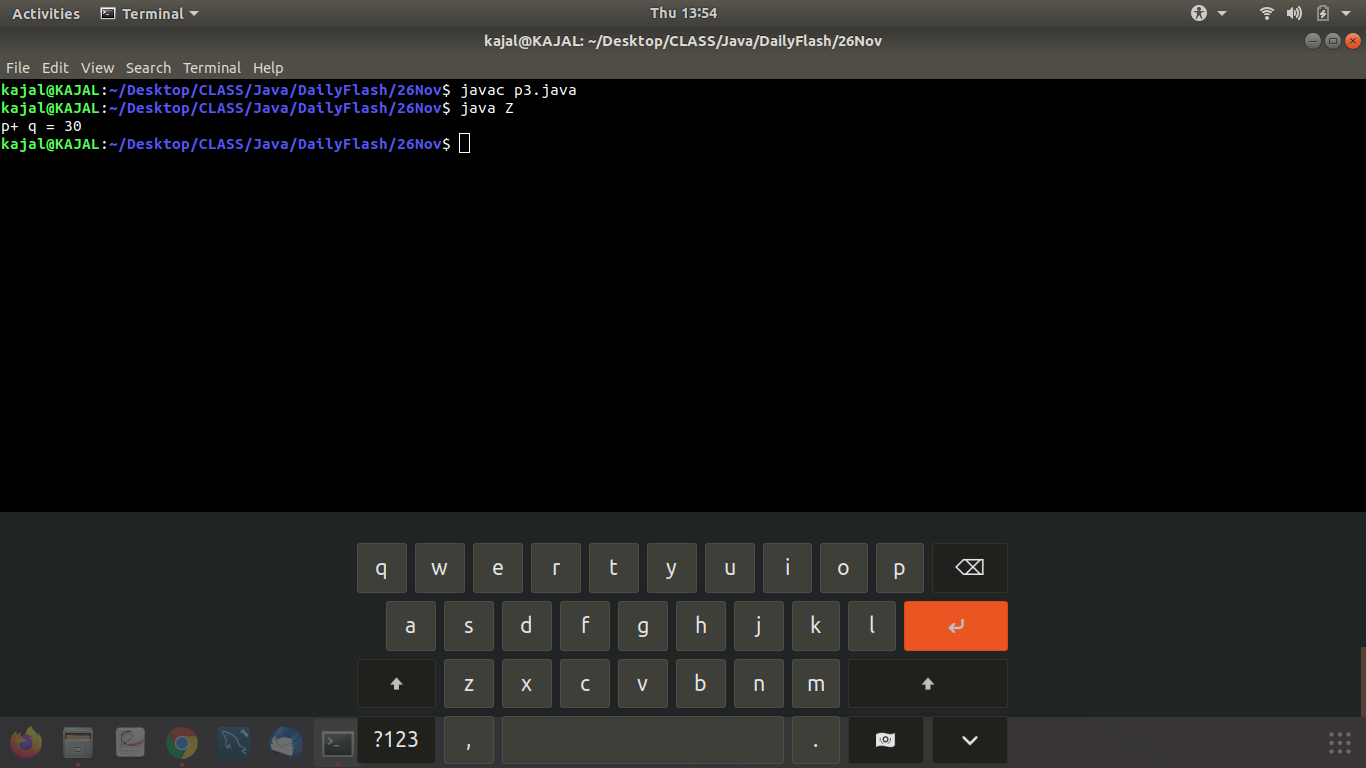 Activities Terminal Thu 13:54
kajal@KAJAL: ~/Desktop/CLASS/Java/DailyFlash/26Nov
File Edit View Search Terminal Help
kajal@KAJAL:~/Desktop/CLASS/Java/DailyFlash/26Nov$ javac p3.java
kajal@KAJAL:~/Desktop/CLASS/Java/DailyFlash/26Nov$ java Z
p+ q = 30
kajal@KAJAL:~/Desktop/CLASS/Java/DailyFlash/26Nov$
q w e r t y u i o p
a s d f g h j k l
z x c v b n m
?123 , .